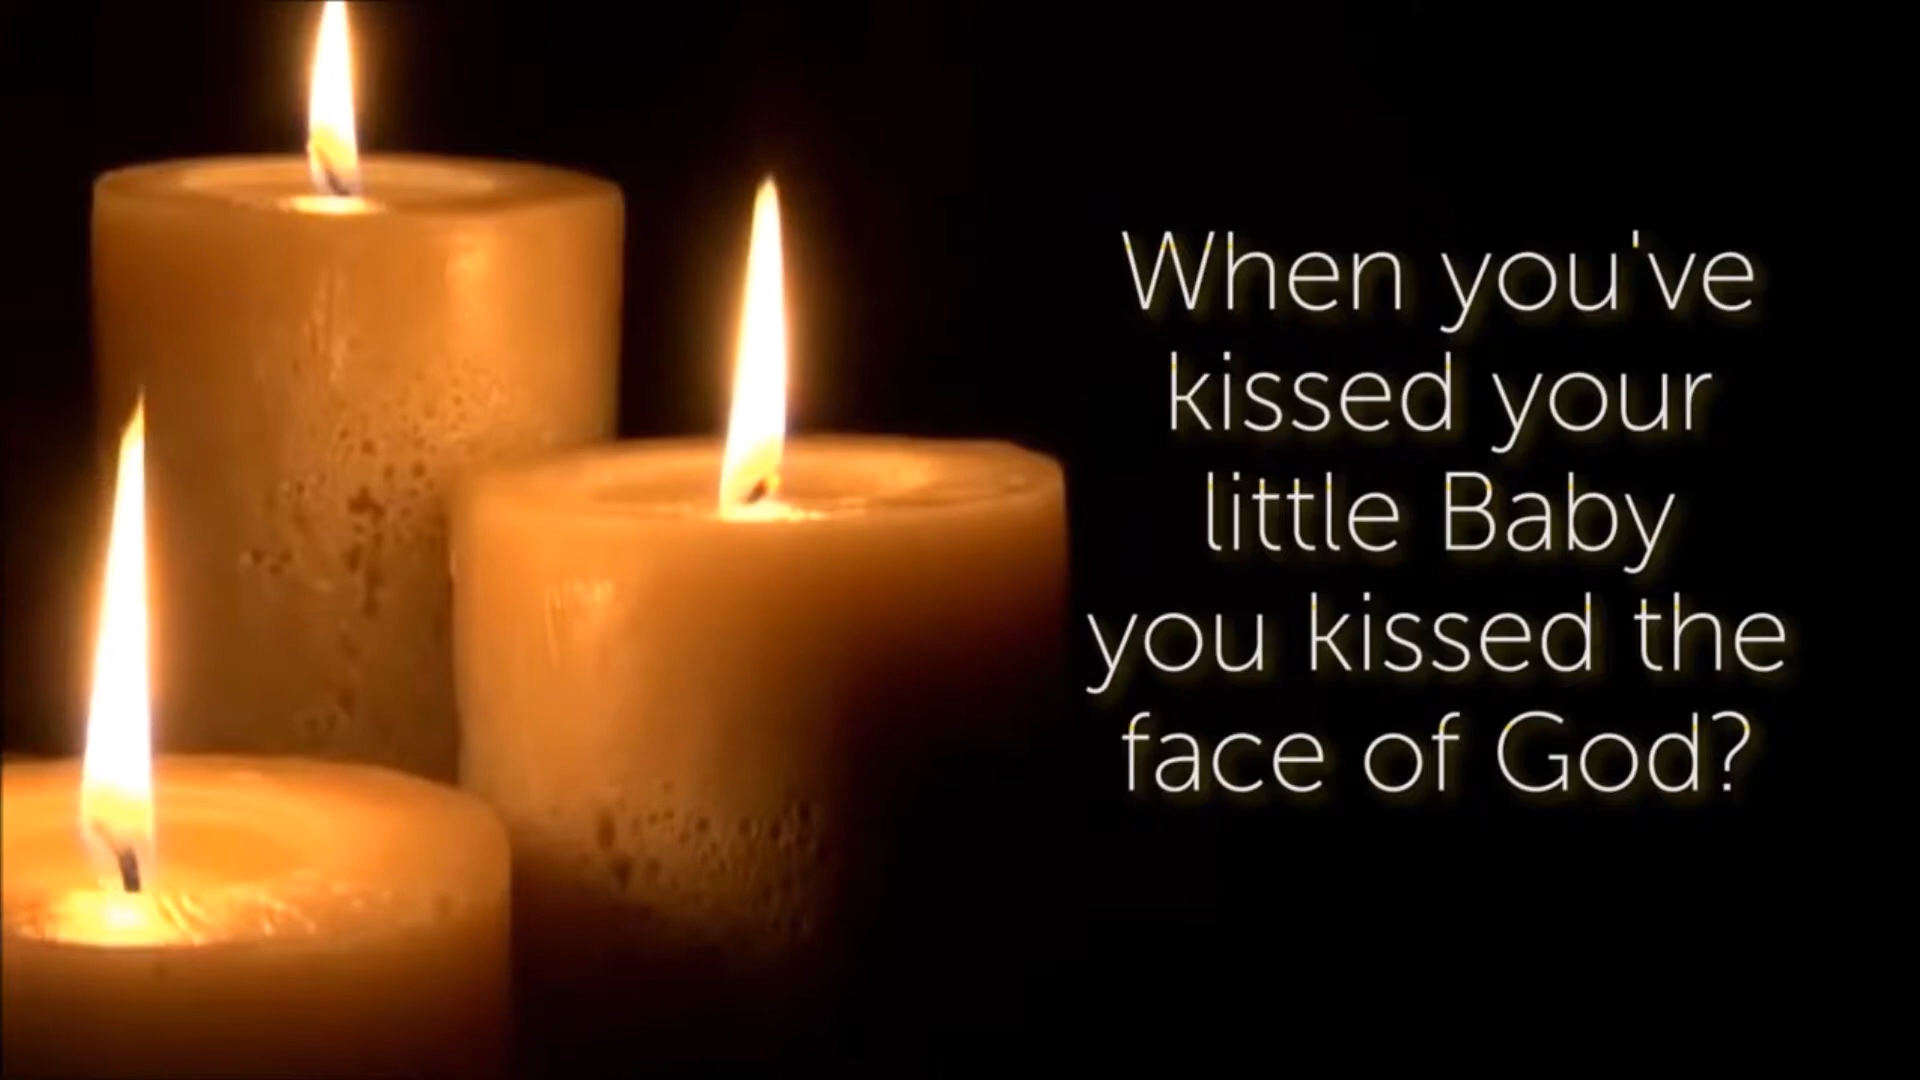 When you've
kissed your
little Baby
you kissed the
face of God?